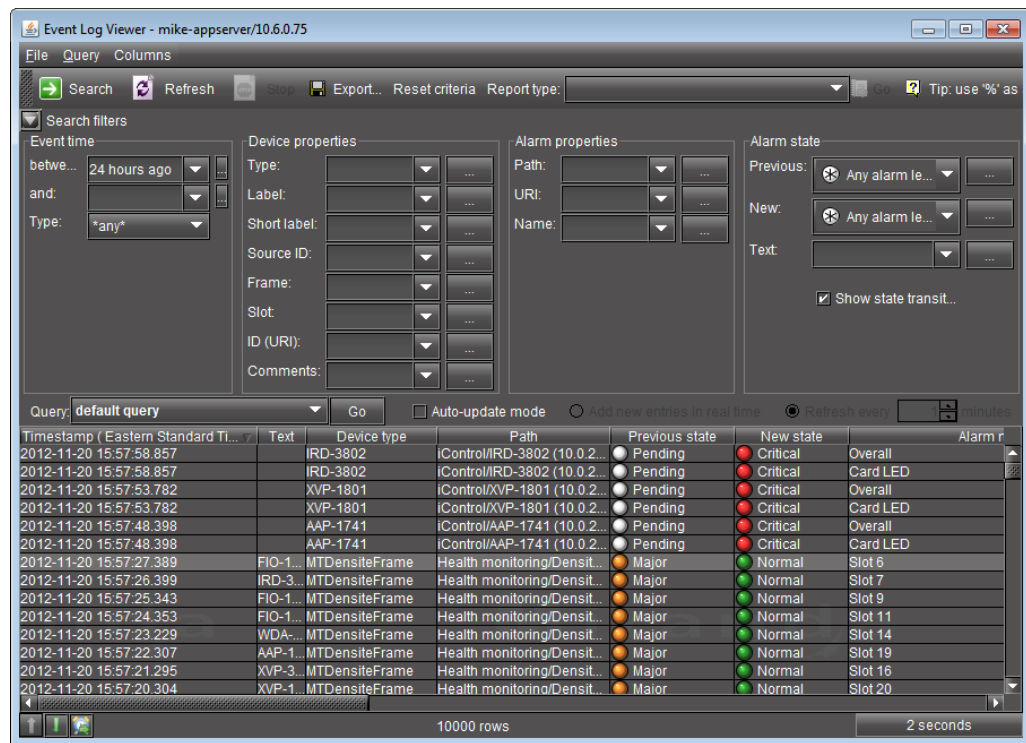 Event Log Viewer - mike-appserver/10.6.0.75
File Query Columns
Search Refresh Stop Export... Reset criteria Report type: Go Tip: use '%' as
Search filters
Event time Device properties Alarm properties Alarm state
betwe... 24 hours ago ... Type: ... Path: ... Previous: Any alarm le... ...
and: ... Label: ... URI: ... New: Any alarm le... ...
Type: *any* Short label: ... Name: ... Text: ...
Source ID: ...
Frame: ... Show state transit...
Slot: ...
ID (URI): ...
Comments: ...
Query: default query Go Auto-update mode Add new entries in real time Refresh every 1 minutes
Timestamp ( Eastern Standard Ti... Text Device type Path Previous state New state Alarm n
2012-11-20 15:57:58.857 IRD-3802 iControl/IRD-3802 (10.0.2... Pending Critical Overall
2012-11-20 15:57:58.857 IRD-3802 iControl/IRD-3802 (10.0.2... Pending Critical Card LED
2012-11-20 15:57:53.782 XVP-1801 iControl/XVP-1801 (10.0.2... Pending Critical Overall
2012-11-20 15:57:53.782 XVP-1801 iControl/XVP-1801 (10.0.2... Pending Critical Card LED
2012-11-20 15:57:48.398 AAP-1741 iControl/AAP-1741 (10.0.2... Pending Critical Overall
2012-11-20 15:57:48.398 AAP-1741 iControl/AAP-1741 (10.0.2... Pending Critical Card LED
2012-11-20 15:57:27.389 FIO-1... MTDensiteFrame Health monitoring/Densit... Major Normal Slot 6
2012-11-20 15:57:26.399 IRD-3... MTDensiteFrame Health monitoring/Densit... Major Normal Slot 7
2012-11-20 15:57:25.343 FIO-1... MTDensiteFrame Health monitoring/Densit... Major Normal Slot 9
2012-11-20 15:57:24.353 FIO-1... MTDensiteFrame Health monitoring/Densit... Major Normal Slot 11
2012-11-20 15:57:23.229 WDA-... MTDensiteFrame Health monitoring/Densit... Major Normal Slot 14
2012-11-20 15:57:22.307 AAP-1... MTDensiteFrame Health monitoring/Densit... Major Normal Slot 19
2012-11-20 15:57:21.295 XVP-3... MTDensiteFrame Health monitoring/Densit... Major Normal Slot 16
2012-11-20 15:57:20.304 XVP-1... MTDensiteFrame Health monitoring/Densit... Major Normal Slot 20
10000 rows 2 seconds